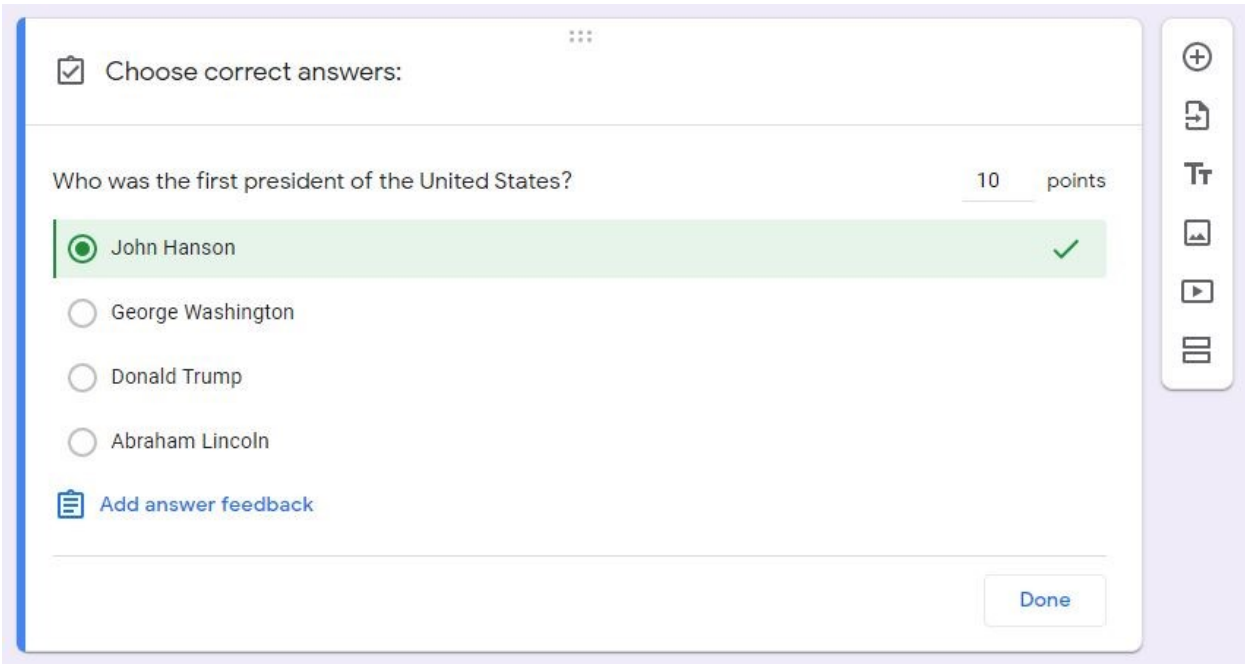 Choose correct answers:
Who was the first president of the United States? 10 points
John Hanson
George Washington
Donald Trump
Abraham Lincoln
Add answer feedback
Done
Tт